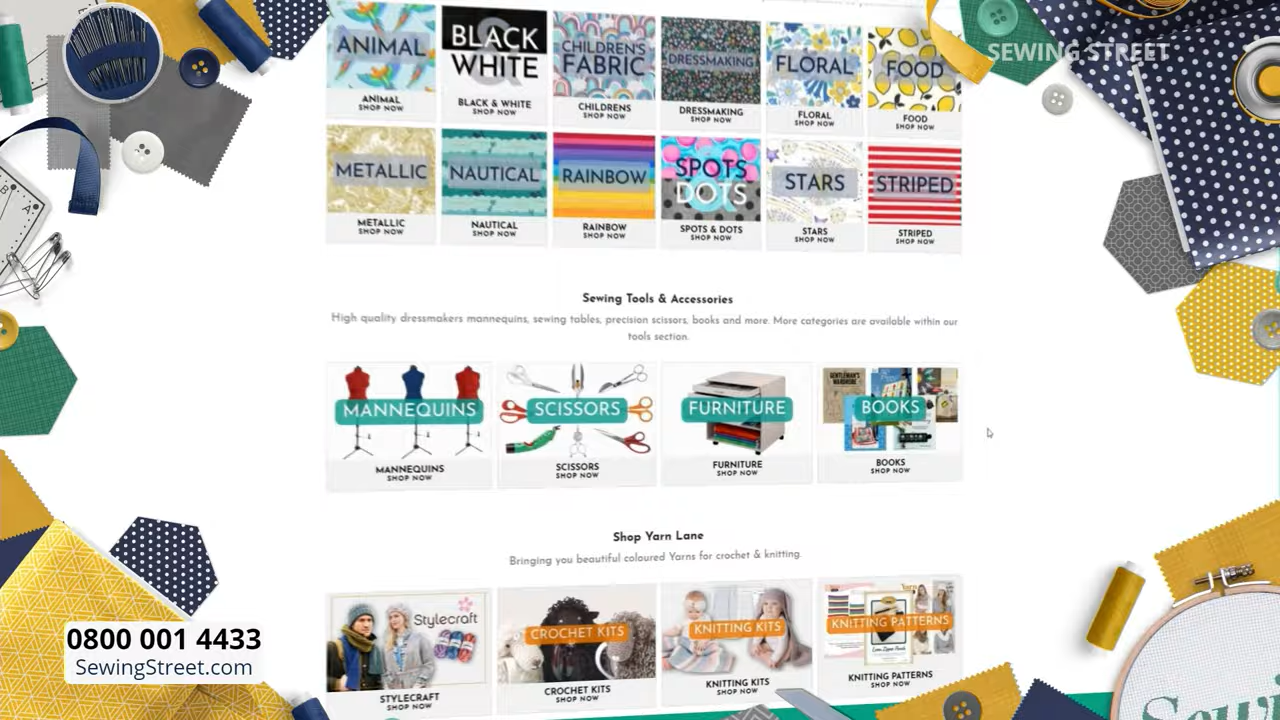 SEWING STREET
ANIMAL
BLACK & WHITE
CHILDREN'S FABRIC
DRESSMAKING
FLORAL
FOOD
ANIMAL
SHOP NOW
BLACK & WHITE
SHOP NOW
CHILDRENS
SHOP NOW
DRESSMAKING
SHOP NOW
FLORAL
SHOP NOW
FOOD
SHOP NOW
METALLIC
NAUTICAL
RAINBOW
SPOTS & DOTS
STARS
STRIPED
METALLIC
SHOP NOW
NAUTICAL
SHOP NOW
RAINBOW
SHOP NOW
SPOTS & DOTS
SHOP NOW
STARS
SHOP NOW
STRIPED
SHOP NOW
Sewing Tools & Accessories
High quality dressmakers mannequins, sewing tables, precision scissors, books and more. More categories are available within our
tools section.
MANNEQUINS
SCISSORS
FURNITURE
BOOKS
MANNEQUINS
SHOP NOW
SCISSORS
SHOP NOW
FURNITURE
SHOP NOW
BOOKS
SHOP NOW
Shop Yarn Lane
Bringing you beautiful coloured Yarns for crochet & knitting.
Stylecraft
CROCHET KITS
KNITTING KITS
KNITTING PATTERNS
STYLECRAFT
SHOP NOW
CROCHET KITS
SHOP NOW
KNITTING KITS
SHOP NOW
KNITTING PATTERNS
SHOP NOW
0800 001 4433
SewingStreet.com